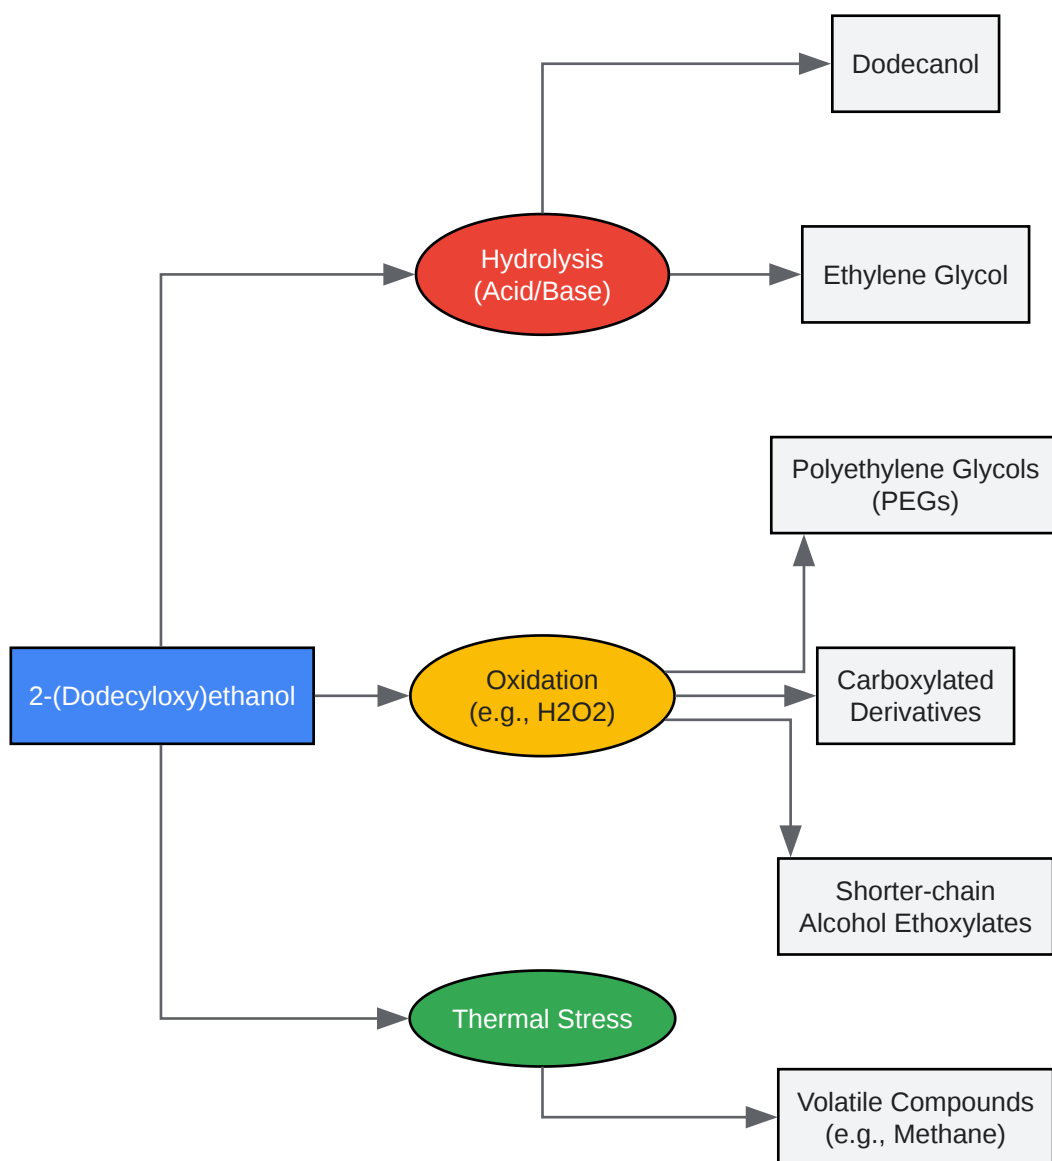 Dodecanol
Hydrolysis
(Acid/Base)
Ethylene Glycol
Polyethylene Glycols
(PEGs)
2-(Dodecyloxy)ethanol
Oxidation
(e.g., H2O2)
Carboxylated
Derivatives
Shorter-chain
Alcohol Ethoxylates
Thermal Stress
Volatile Compounds
(e.g., Methane)